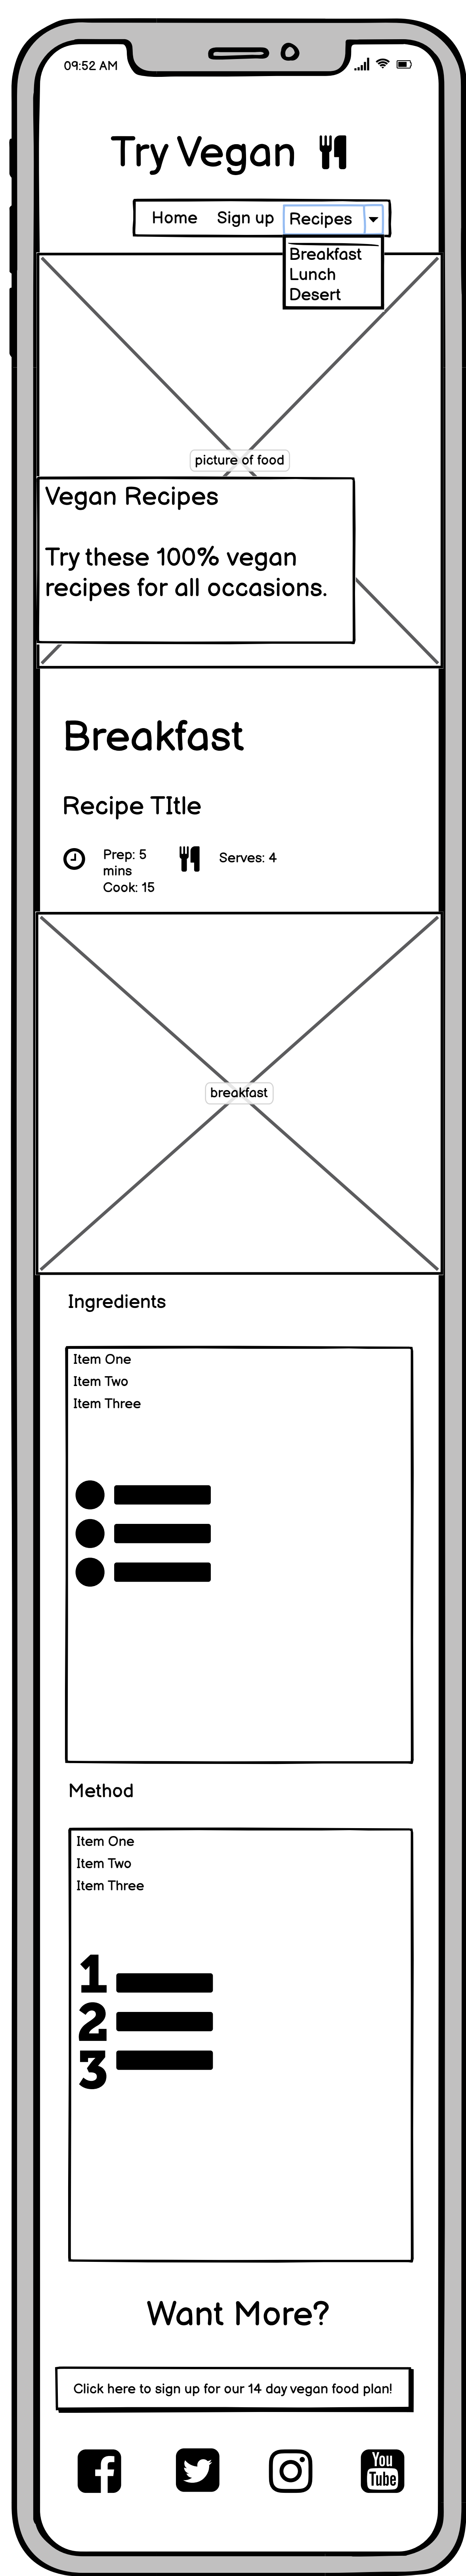 09:52 AM
Try Vegan
Home Sign up Recipes
Breakfast
Lunch
Desert
picture of food
Vegan Recipes
Try these 100% vegan
recipes for all occasions.
Breakfast
Recipe TItle
Prep: 5
mins
Cook: 15
Serves: 4
breakfast
Ingredients
Item One
Item Two
Item Three
Method
Item One
Item Two
Item Three
1
2
3
Want More?
Click here to sign up for our 14 day vegan food plan!
You
Tube